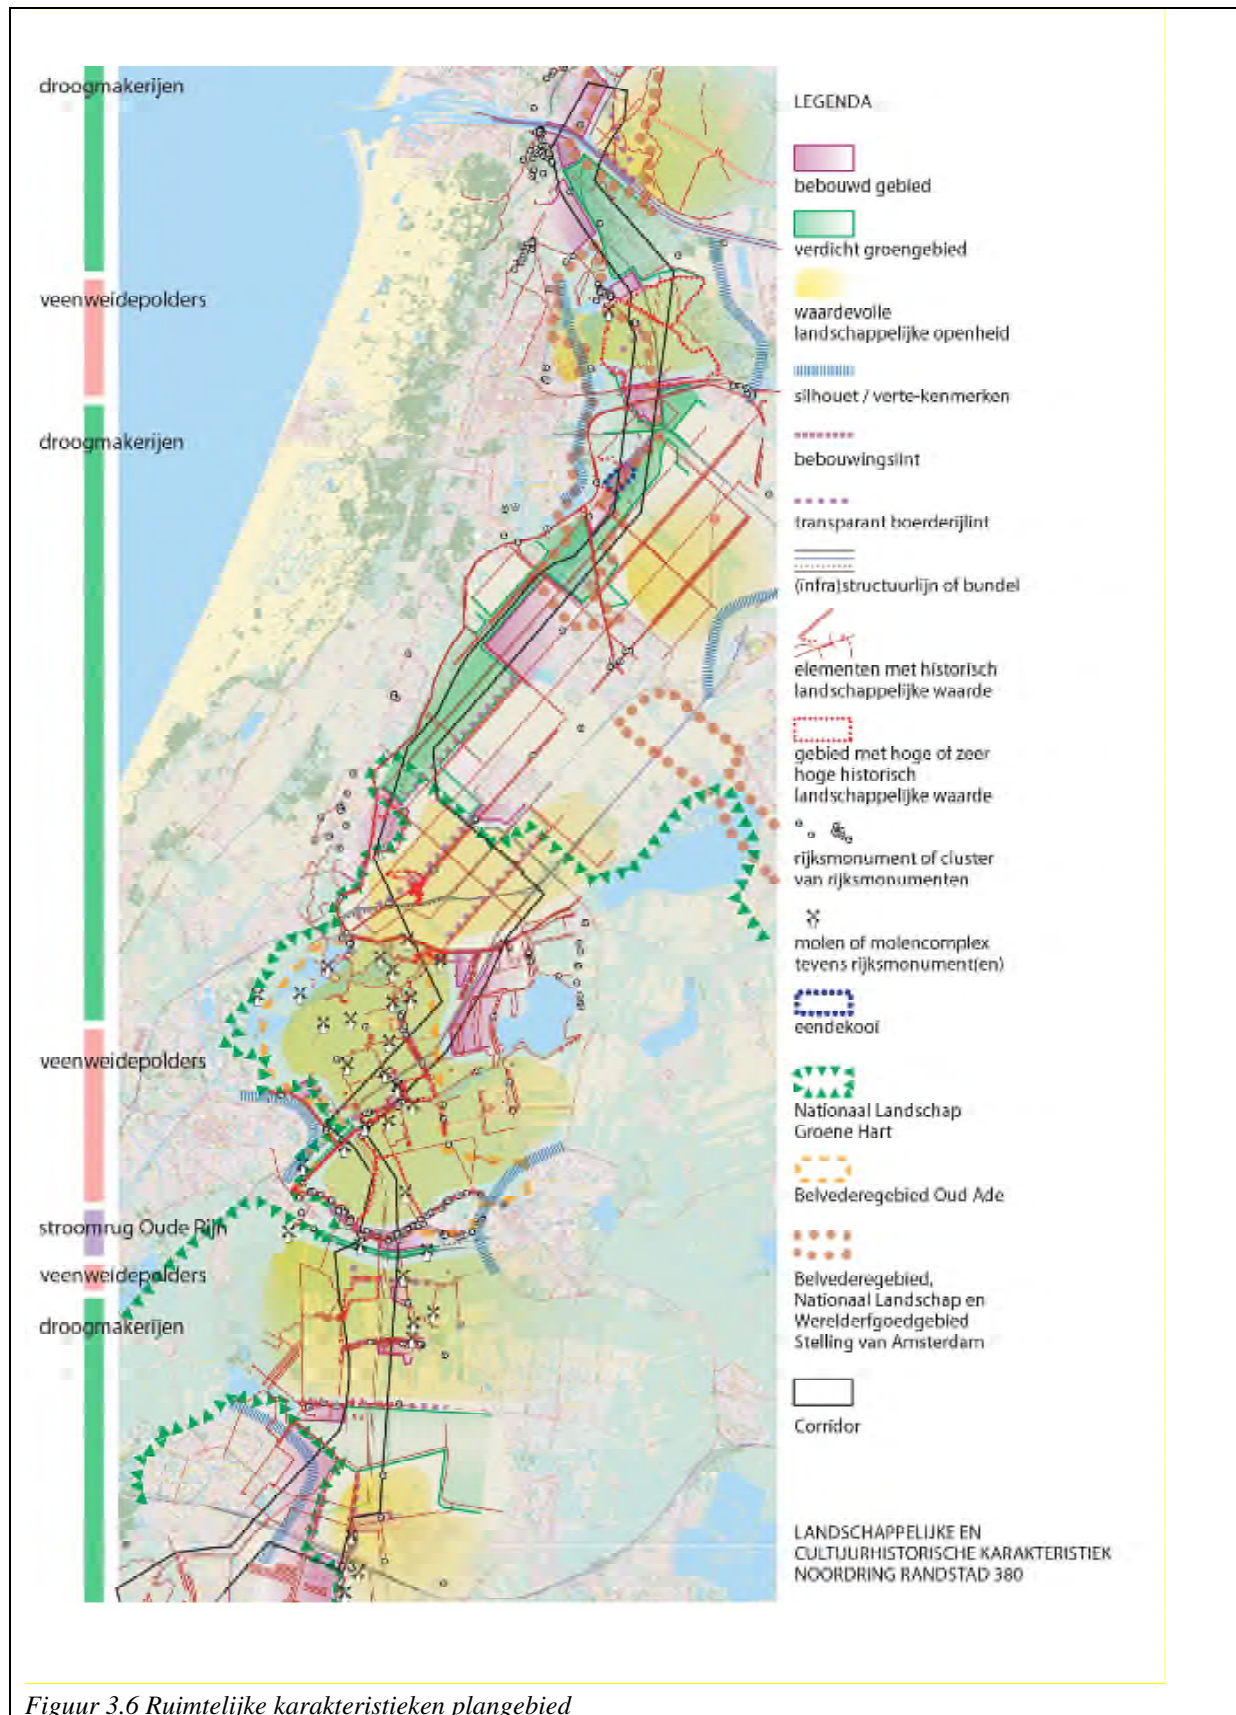 droogmakerijen
veenweidepolders
droogmakerijen
veenweidepolders
stroomrug Oude Rijn
veenweidepolders
droogmakerijen
LEGENDA
bebouwd gebied
verdicht groengebied
waardevolle
landschappelijke openheid
silhouet / verte-kenmerken
bebouwingslint
transparant boerderijlint
(infra)structuurlijn of bundel
elementen met historisch
landschappelijke waarde
gebied met hoge of zeer
hoge historisch
landschappelijke waarde
rijksmonument of cluster
van rijksmonumenten
molen of molencomplex
tevens rijksmonument(en)
eendekooi
Nationaal Landschap
Groene Hart
Belvederegebied Oud Ade
Belvederegebied,
Nationaal Landschap en
Werelderfgoedgebied
Stelling van Amsterdam
Corridor
LANDSCHAPPELIJKE EN
CULTUURHISTORISCHE KARAKTERISTIEK
NOORDRING RANDSTAD 380
Figuur 3.6 Ruimtelijke karakteristieken plangebied